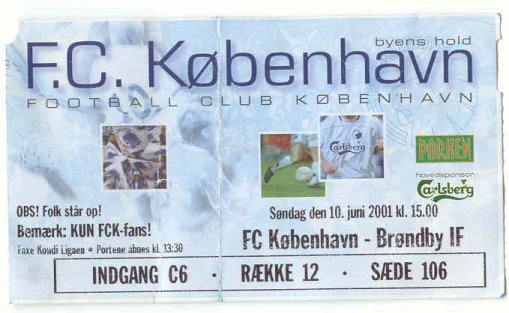 byens hold
F.C. København
FOOTBALL CLUB KØBENHAVN
Carlsberg
PARKEN
hovedsponsor
Carlsberg
OBS! Folk står op!
Bemærk: KUN FCK-fans!
Faxe Kondi Ligaen • Portene åbnes kl. 13:30
Søndag den 10. juni 2001 kl. 15.00
FC København - Brøndby IF
INDGANG C6 · RÆKKE 12 · SÆDE 106